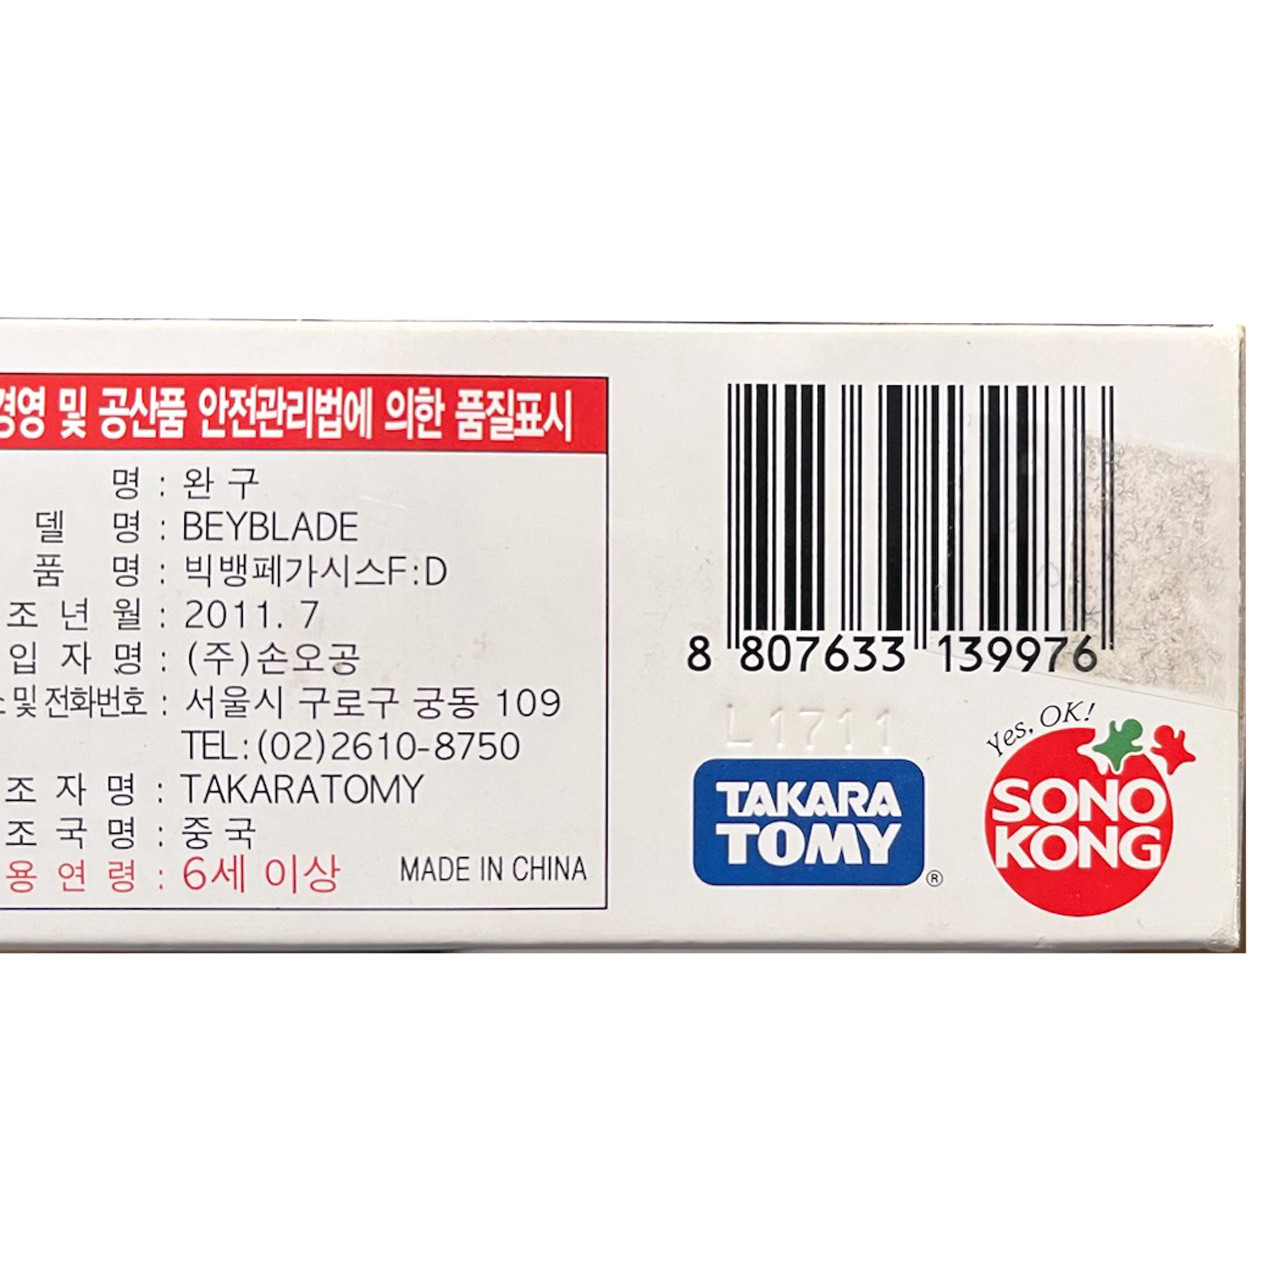 경영 및 공산품 안전관리법에 의한 품질표시
명 : 완구
델 명 : BEYBLADE
품 명 : 빅뱅페가시스F:D
조 년 월 : 2011. 7
입 자 명 : (주)손오공
및 전화번호 : 서울시 구로구 궁동 109
TEL:(02)2610-8750
조 자 명 : TAKARATOMY
조 국 명 : 중국
용 연 령 : 6세 이상
MADE IN CHINA
8 807633 139976
L1711
TAKARA
TOMY
®
Yes, OK!
SONO
KONG